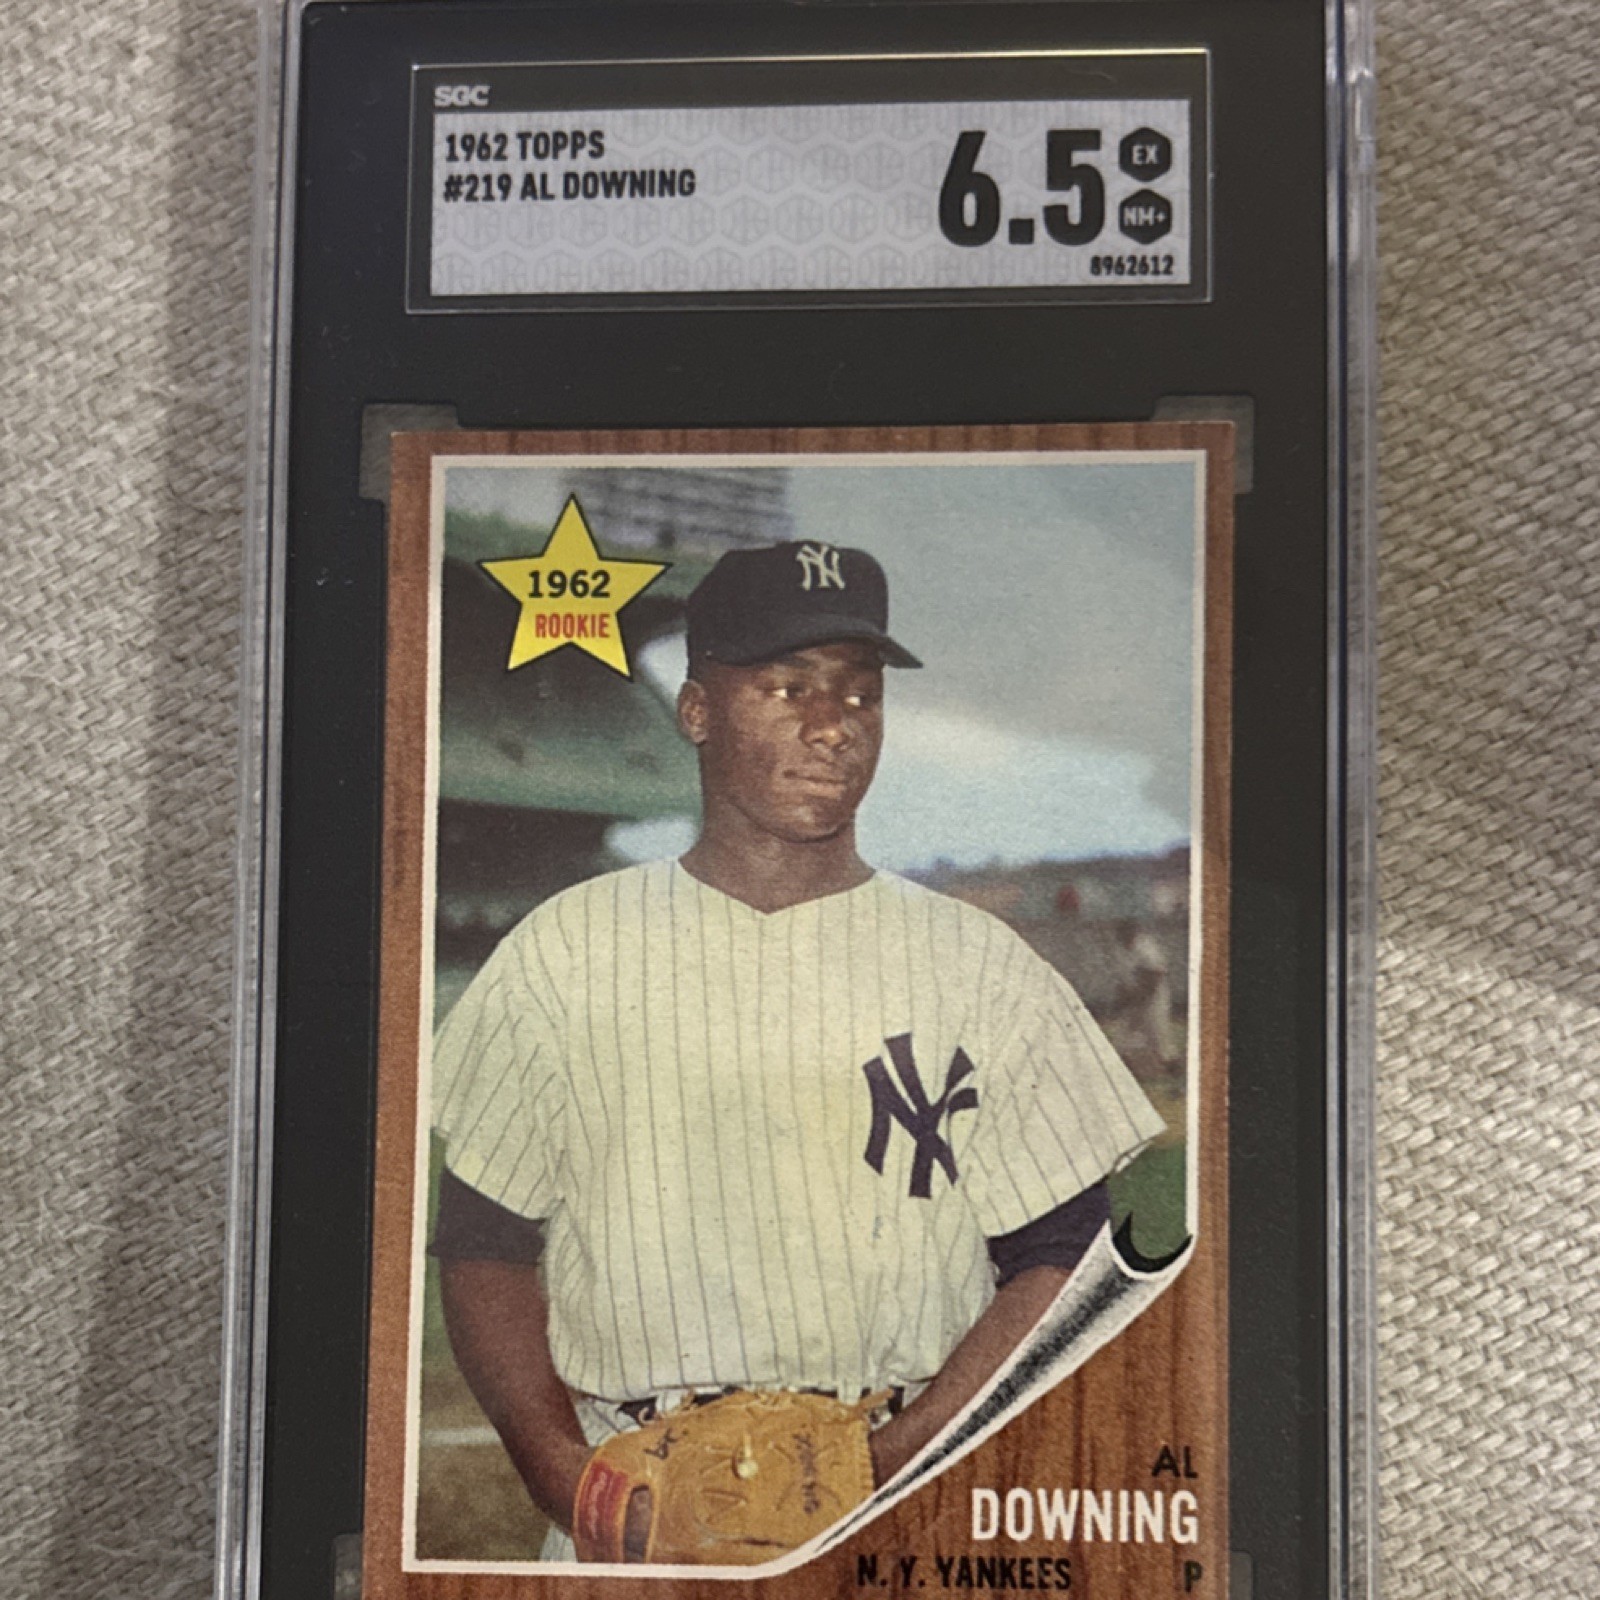 SGC
1962 TOPPS
#219 AL DOWNING
6.5
EX
NM+
8962612
NY
1962
ROOKIE
NY
AL
DOWNING
N. Y. YANKEES P